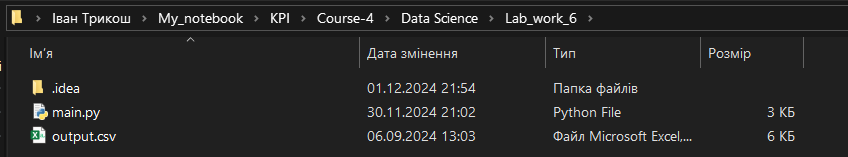 Іван Трикош > My_notebook > KPI > Course-4 > Data Science > Lab_work_6 >
Ім’я Дата змінення Тип Розмір
.idea 01.12.2024 21:54 Папка файлів
main.py 30.11.2024 21:02 Python File 3 КБ
output.csv 06.09.2024 13:03 Файл Microsoft Excel,... 6 КБ